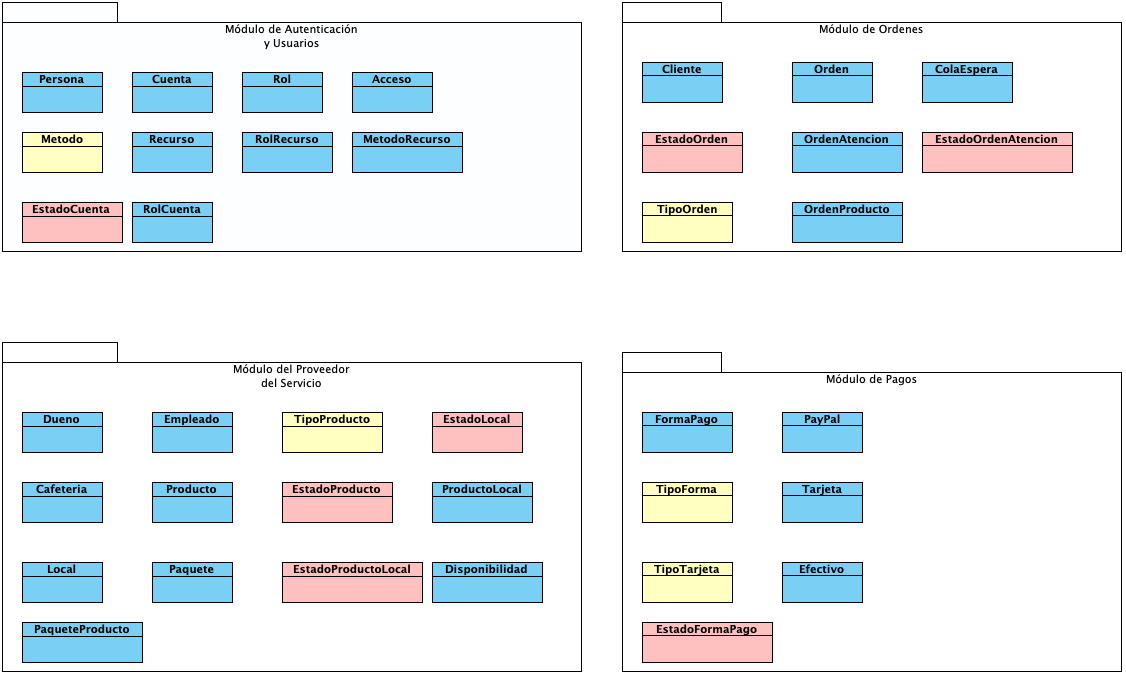 Módulo de Autenticación
y Usuarios
Persona
Cuenta
Rol
Acceso
Metodo
Recurso
RolRecurso
MetodoRecurso
EstadoCuenta
RolCuenta
Módulo de Ordenes
Cliente
Orden
ColaEspera
EstadoOrden
OrdenAtencion
EstadoOrdenAtencion
TipoOrden
OrdenProducto
Módulo del Proveedor
del Servicio
Dueno
Empleado
TipoProducto
EstadoLocal
Cafeteria
Producto
EstadoProducto
ProductoLocal
Local
Paquete
EstadoProductoLocal
Disponibilidad
PaqueteProducto
Módulo de Pagos
FormaPago
PayPal
TipoForma
Tarjeta
TipoTarjeta
Efectivo
EstadoFormaPago